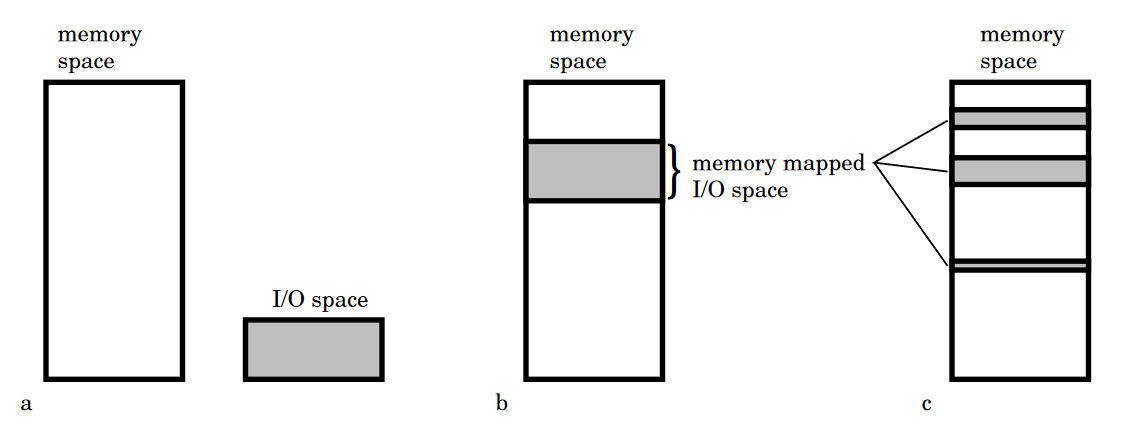 memory
space
I/O space
a
memory
space
memory mapped
I/O space
b
memory
space
c